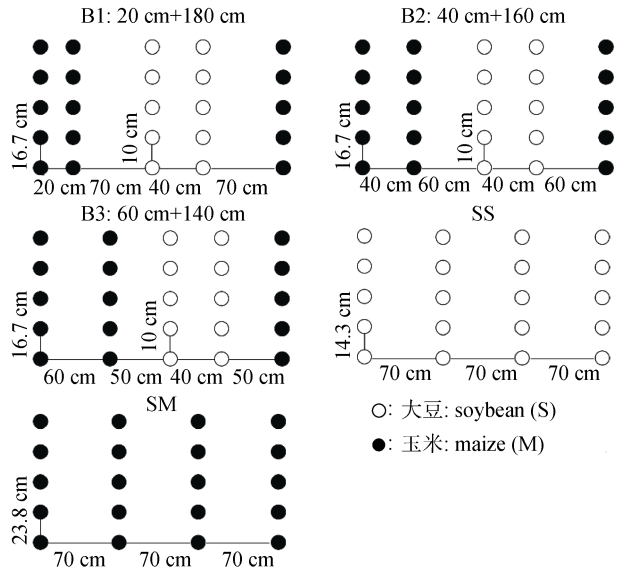 B1: 20 cm+180 cm
16.7 cm
10 cm
20 cm 70 cm 40 cm 70 cm
B2: 40 cm+160 cm
16.7 cm
10 cm
40 cm 60 cm 40 cm 60 cm
B3: 60 cm+140 cm
16.7 cm
10 cm
60 cm 50 cm 40 cm 50 cm
SS
14.3 cm
70 cm 70 cm 70 cm
SM
23.8 cm
70 cm 70 cm 70 cm
: 大豆: soybean (S)
: 玉米: maize (M)